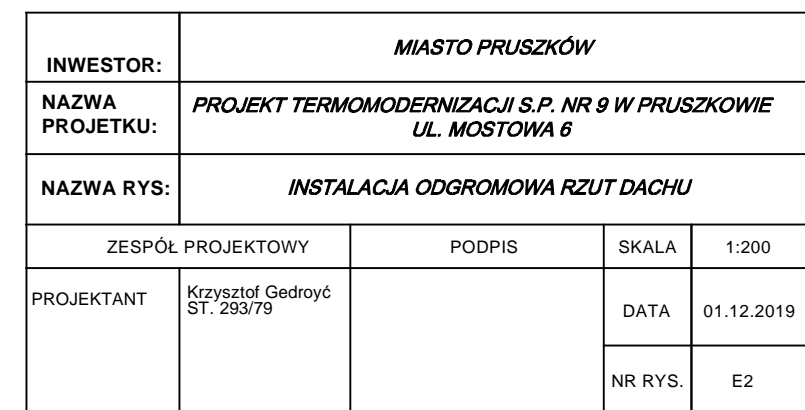 INWESTOR:
MIASTO PRUSZKÓW
NAZWA
PROJETKU:
PROJEKT TERMOMODERNIZACJI S.P. NR 9 W PRUSZKOWIE
UL. MOSTOWA 6
NAZWA RYS:
INSTALACJA ODGROMOWA RZUT DACHU
ZESPÓŁ PROJEKTOWY
PODPIS
SKALA
1:200
PROJEKTANT
Krzysztof Gedroyć
ST. 293/79
DATA
01.12.2019
NR RYS.
E2